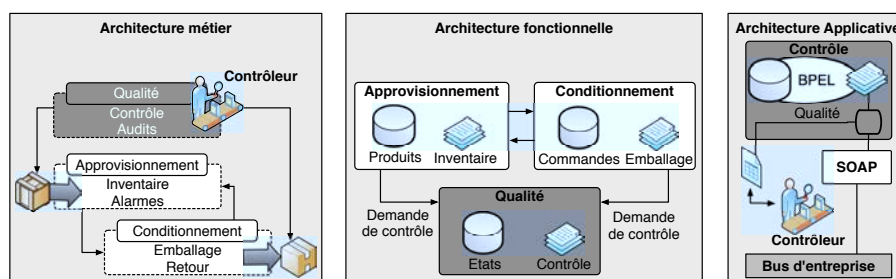 Architecture métier
Contrôleur
Qualité
Contrôle
Audits
Approvisionnement
Inventaire
Alarmes
Conditionnement
Emballage
Retour
Architecture fonctionnelle
Approvisionnement
Conditionnement
Produits
Inventaire
Commandes
Emballage
Qualité
Demande
de contrôle
Demande
de contrôle
Etats
Contrôle
Architecture Applicative
Contrôle
BPEL
Qualité
SOAP
Contrôleur
Bus d'entreprise